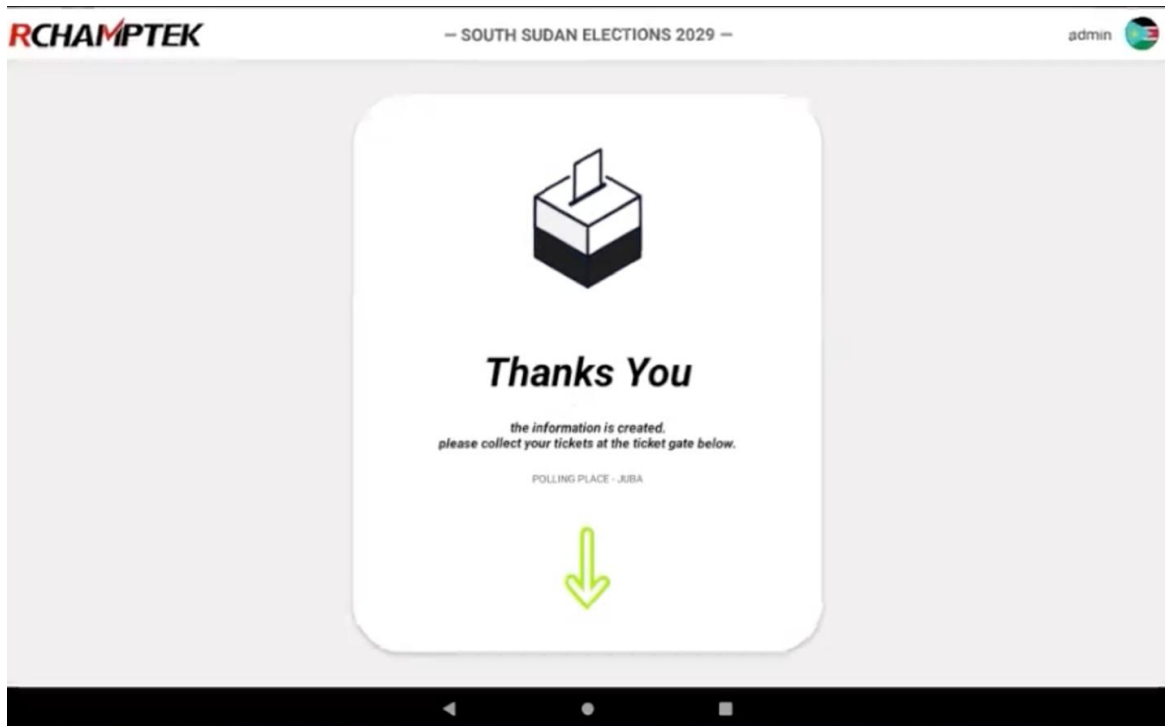 RCHAMPTEK
— SOUTH SUDAN ELECTIONS 2029 —
admin
Thanks You
the information is created.
please collect your tickets at the ticket gate below.
POLLING PLACE - JUBA